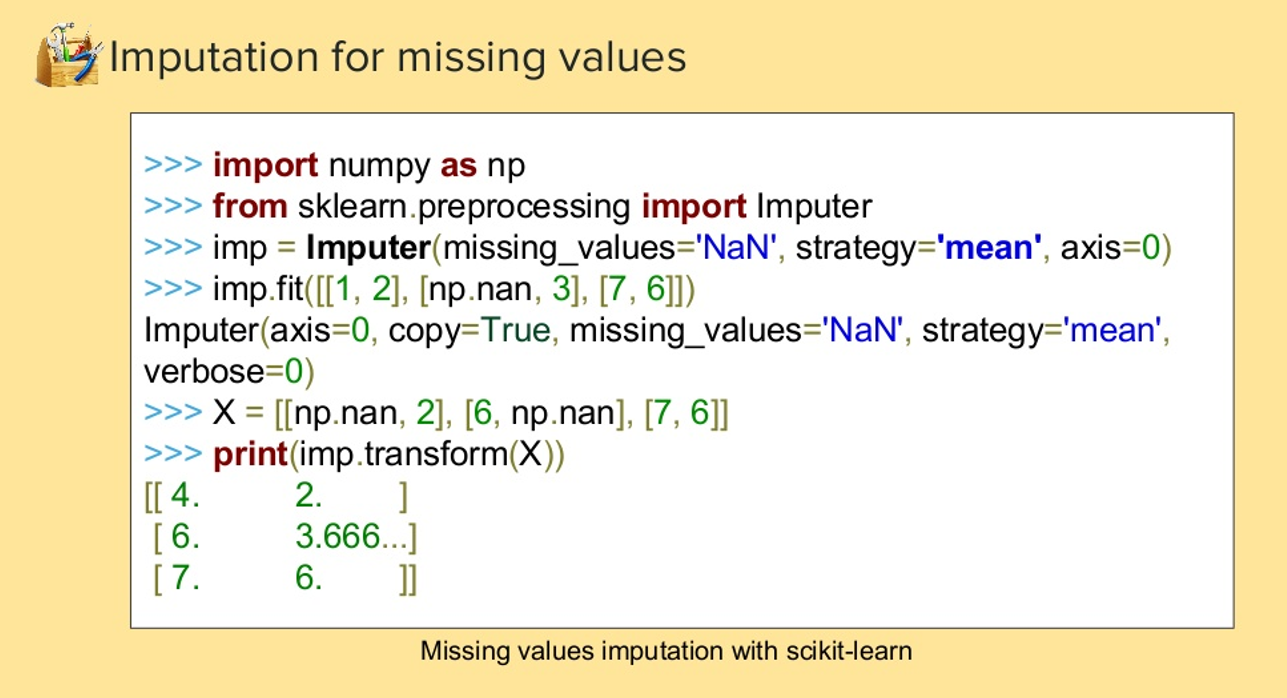 Imputation for missing values
>>> import numpy as np
>>> from sklearn.preprocessing import Imputer
>>> imp = Imputer(missing_values='NaN', strategy='mean', axis=0)
>>> imp.fit([[1, 2], [np.nan, 3], [7, 6]])
Imputer(axis=0, copy=True, missing_values='NaN', strategy='mean',
verbose=0)
>>> X = [[np.nan, 2], [6, np.nan], [7, 6]]
>>> print(imp.transform(X))
[[ 4. 2. ]
[ 6. 3.666...]
[ 7. 6. ]]
Missing values imputation with scikit-learn